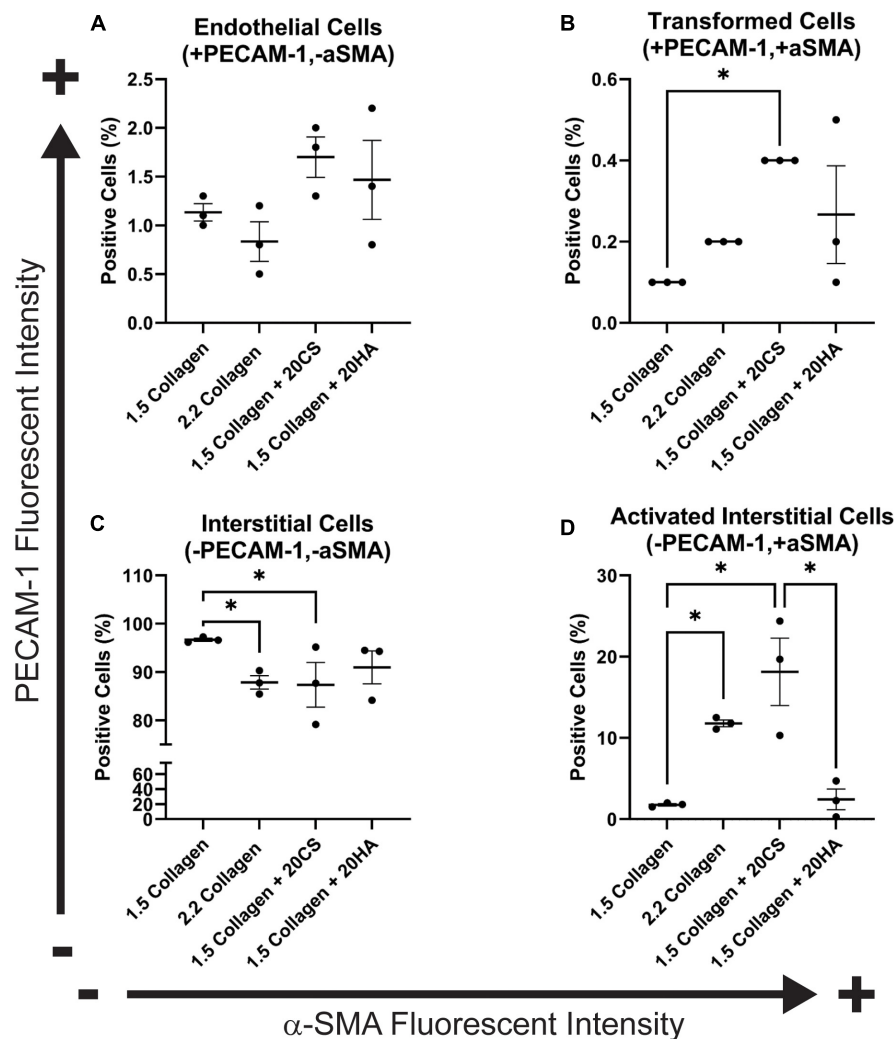 A
Endothelial Cells
(+PECAM-1,-aSMA)
Positive Cells (%)
2.5
2.0
1.5
1.0
0.5
0.0
1.5 Collagen
2.2 Collagen
1.5 Collagen + 20CS
1.5 Collagen + 20HA
B
Transformed Cells
(+PECAM-1,+aSMA)
Positive Cells (%)
0.6
0.4
0.2
0.0
*
1.5 Collagen
2.2 Collagen
1.5 Collagen + 20CS
1.5 Collagen + 20HA
C
Interstitial Cells
(-PECAM-1,-aSMA)
Positive Cells (%)
110
100
90
80
60
40
20
0
*
*
1.5 Collagen
2.2 Collagen
1.5 Collagen + 20CS
1.5 Collagen + 20HA
D
Activated Interstitial Cells
(-PECAM-1,+aSMA)
Positive Cells (%)
30
20
10
0
*
*
*
1.5 Collagen
2.2 Collagen
1.5 Collagen + 20CS
1.5 Collagen + 20HA
+
PECAM-1 Fluorescent Intensity
-
-
+
α-SMA Fluorescent Intensity